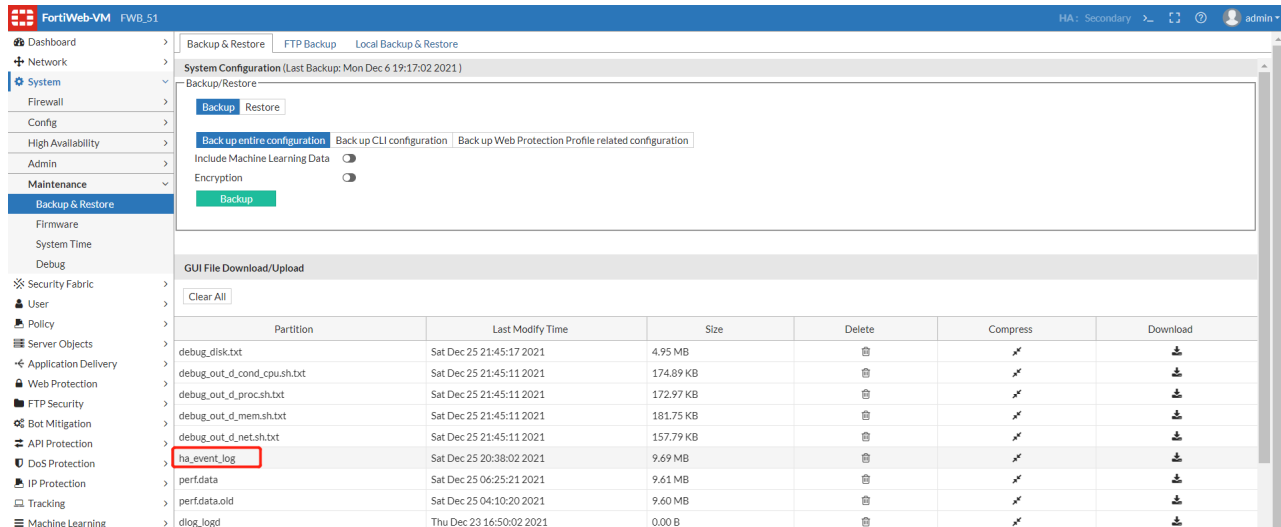 FortiWeb-VM FWB_51 HA: Secondary >_ admin
Dashboard
Network
System
Firewall
Config
High Availability
Admin
Maintenance
Backup & Restore
Firmware
System Time
Debug
Security Fabric
User
Policy
Server Objects
Application Delivery
Web Protection
FTP Security
Bot Mitigation
API Protection
DoS Protection
IP Protection
Tracking
Machine Learning
Backup & Restore FTP Backup Local Backup & Restore
System Configuration (Last Backup: Mon Dec 6 19:17:02 2021 )
Backup/Restore
Backup Restore
Back up entire configuration Back up CLI configuration Back up Web Protection Profile related configuration
Include Machine Learning Data
Encryption
Backup
GUI File Download/Upload
Clear All
Partition Last Modify Time Size Delete Compress Download
debug_disk.txt Sat Dec 25 21:45:17 2021 4.95 MB
debug_out_d_cond_cpu.sh.txt Sat Dec 25 21:45:11 2021 174.89 KB
debug_out_d_proc.sh.txt Sat Dec 25 21:45:11 2021 172.97 KB
debug_out_d_mem.sh.txt Sat Dec 25 21:45:11 2021 181.75 KB
debug_out_d_net.sh.txt Sat Dec 25 21:45:11 2021 157.79 KB
ha_event_log Sat Dec 25 20:38:02 2021 9.69 MB
perf.data Sat Dec 25 06:25:21 2021 9.61 MB
perf.data.old Sat Dec 25 04:10:20 2021 9.60 MB
dlog_logd Thu Dec 23 16:50:02 2021 0.00 B